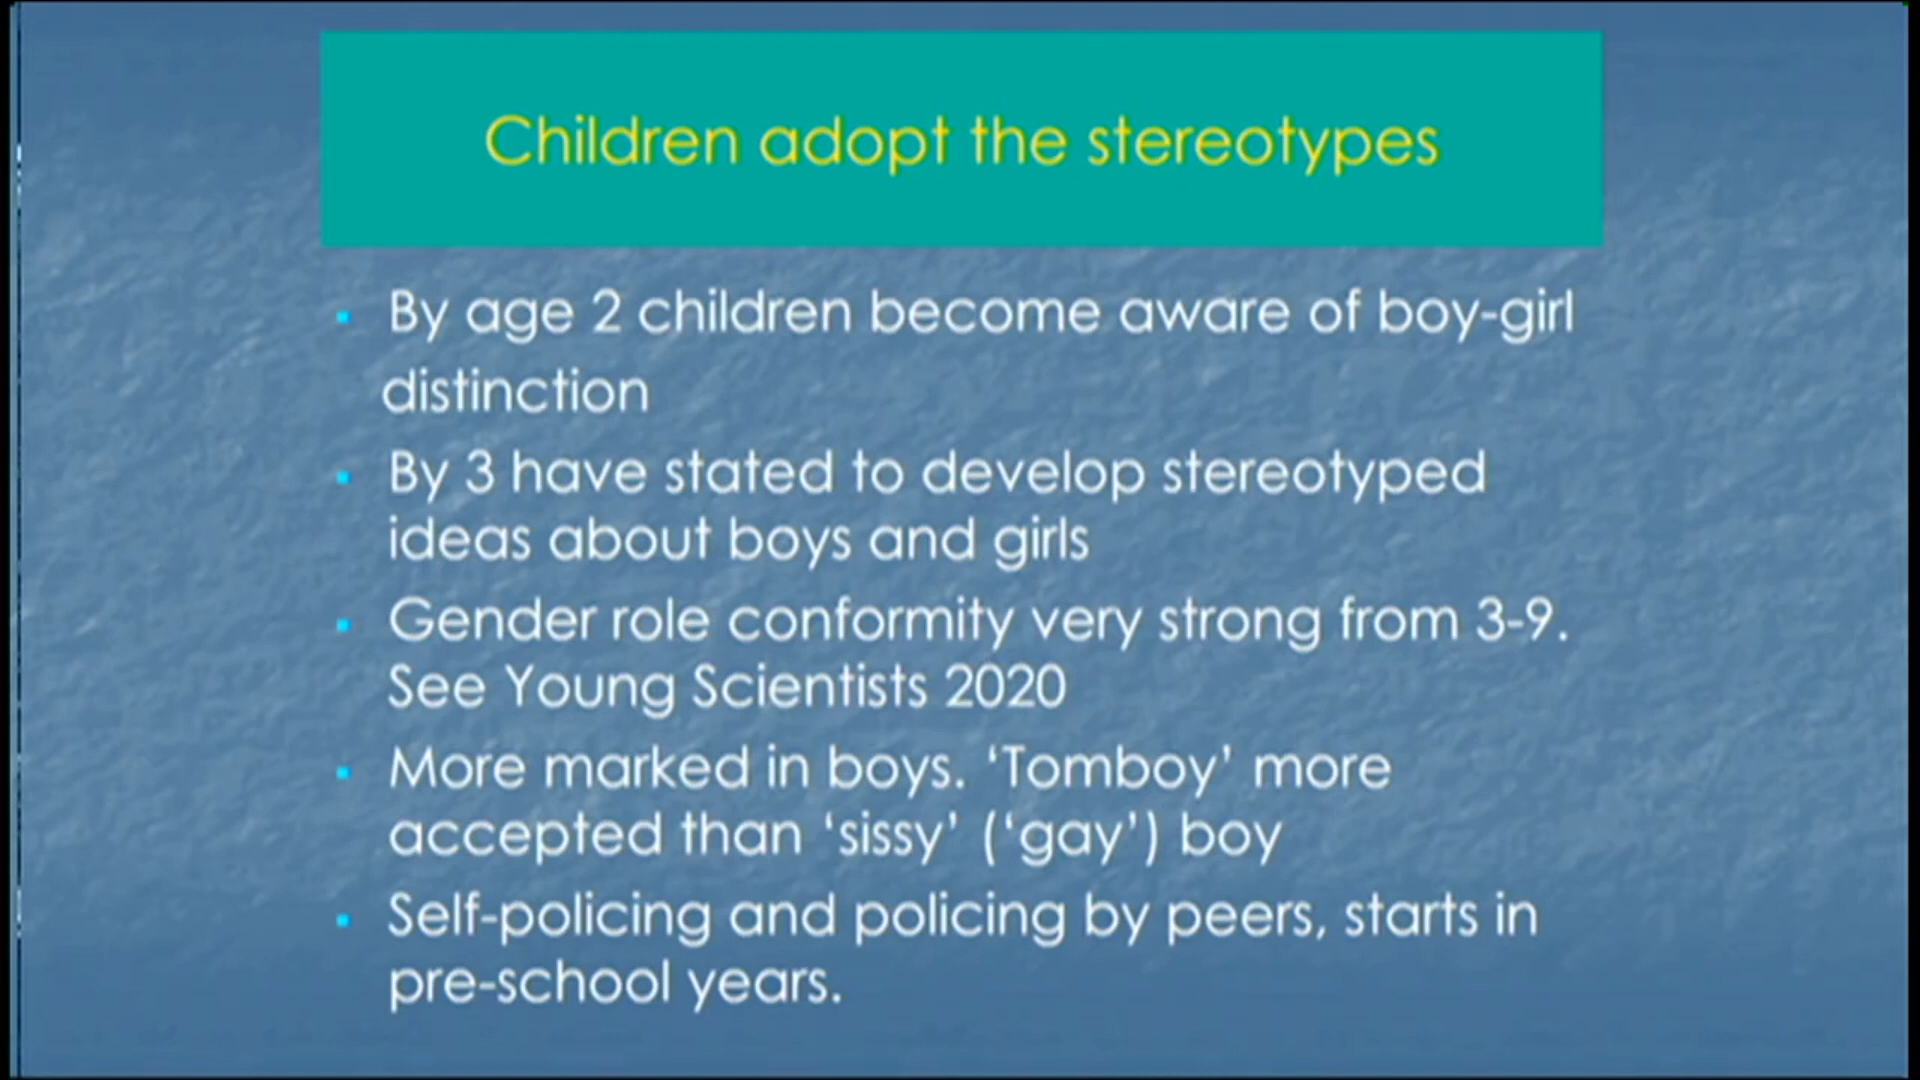 Children adopt the stereotypes
▪ By age 2 children become aware of boy-girl
distinction
▪ By 3 have stated to develop stereotyped
ideas about boys and girls
▪ Gender role conformity very strong from 3-9.
See Young Scientists 2020
▪ More marked in boys. ‘Tomboy’ more
accepted than ‘sissy’ (‘gay’) boy
▪ Self-policing and policing by peers, starts in
pre-school years.